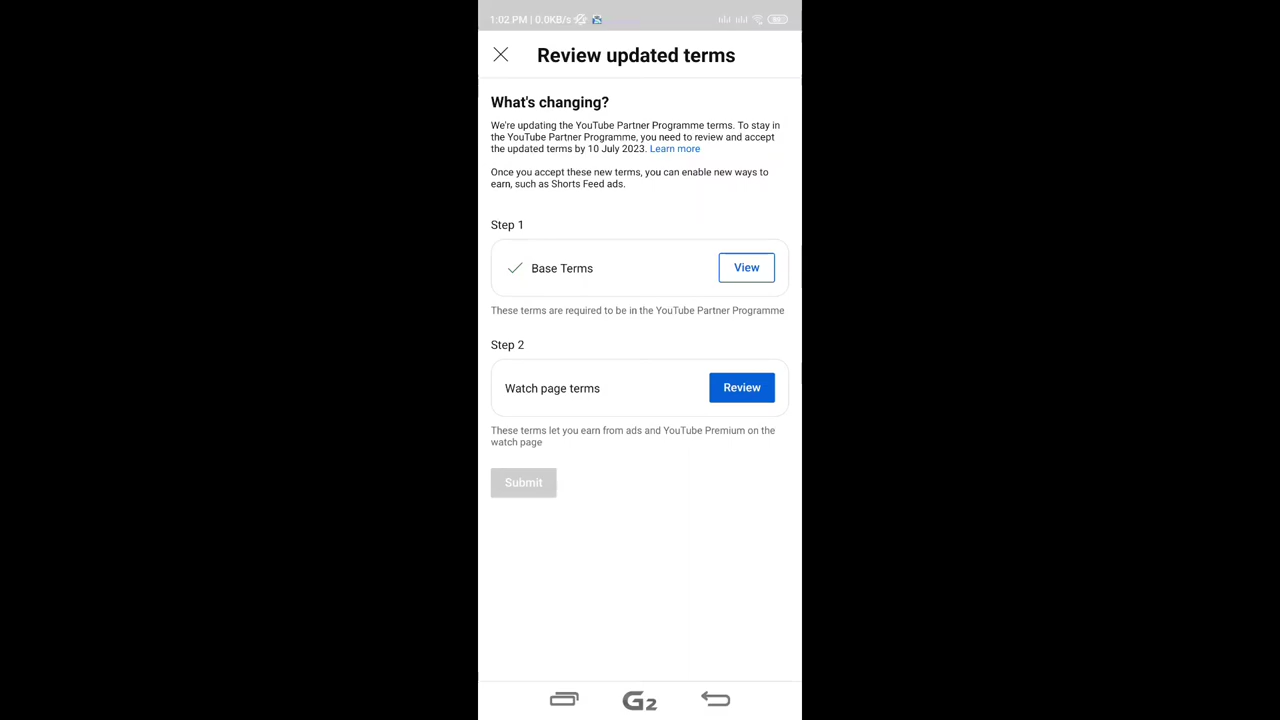 1:02 PM | 0.0KB/s
Review updated terms
What's changing?
We're updating the YouTube Partner Programme terms. To stay in
the YouTube Partner Programme, you need to review and accept
the updated terms by 10 July 2023. Learn more
Once you accept these new terms, you can enable new ways to
earn, such as Shorts Feed ads.
Step 1
Base Terms
View
These terms are required to be in the YouTube Partner Programme
Step 2
Watch page terms
Review
These terms let you earn from ads and YouTube Premium on the
watch page
Submit
G2